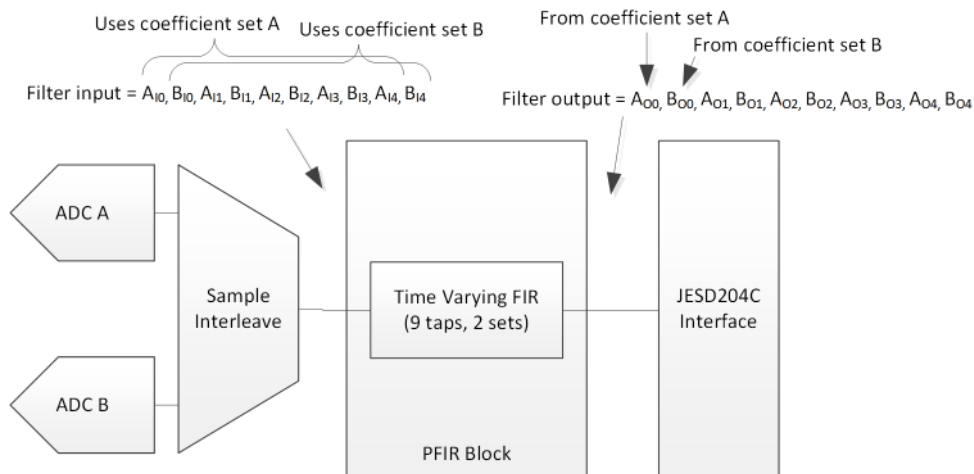 Uses coefficient set A
Uses coefficient set B
Filter input = AI0, BI0, AI1, BI1, AI2, BI2, AI3, BI3, AI4, BI4
From coefficient set A
From coefficient set B
Filter output = AO0, BO0, AO1, BO1, AO2, BO2, AO3, BO3, AO4, BO4
ADC A
ADC B
Sample
Interleave
Time Varying FIR
(9 taps, 2 sets)
PFIR Block
JESD204C
Interface